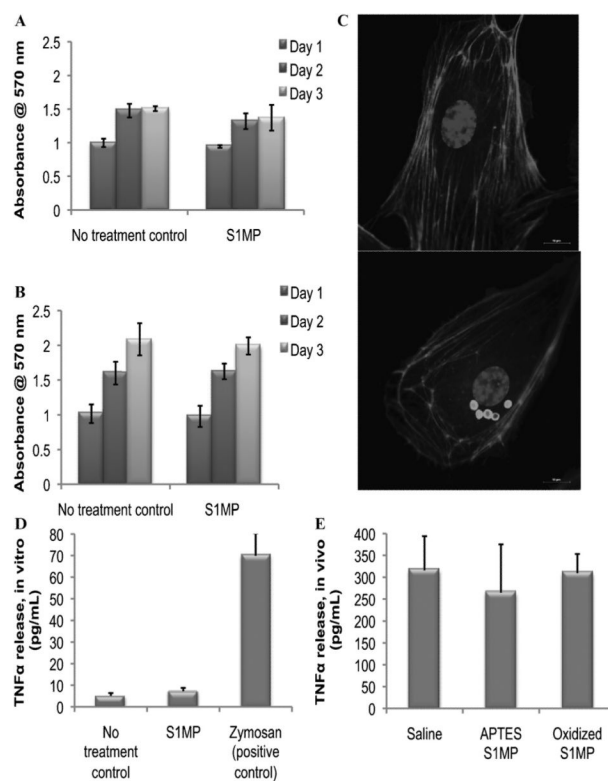 A
Absorbance @ 570 nm
2.5
2
1.5
1
0.5
0
Day 1
Day 2
Day 3
No treatment control
S1MP
B
Absorbance @ 570 nm
2.5
2
1.5
1
0.5
0
Day 1
Day 2
Day 3
No treatment control
S1MP
C
D
TNFα release, in vitro
(pg/mL)
80
70
60
50
40
30
20
10
0
No
treatment
control
S1MP
Zymosan
(positive
control)
E
TNFα release, in vivo
(pg/mL)
400
350
300
250
200
150
100
50
0
Saline
APTES
S1MP
Oxidized
S1MP